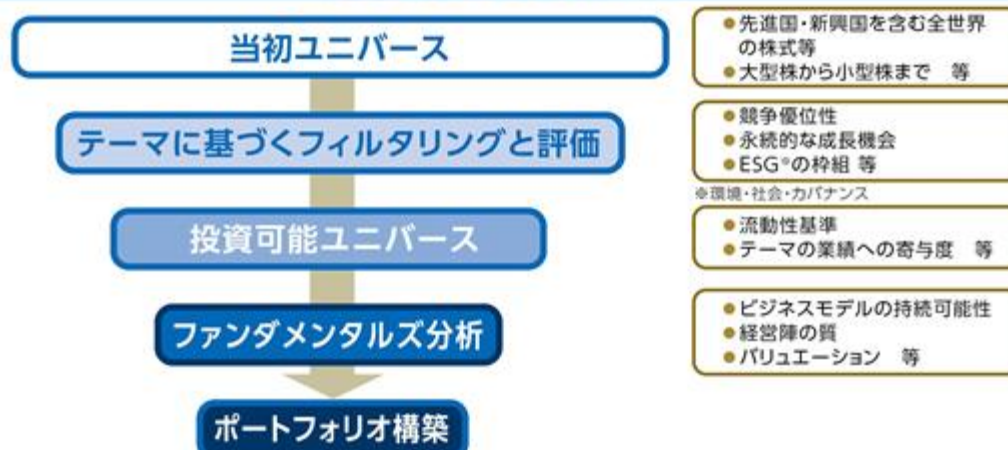 当初ユニバース
●先進国・新興国を含む全世界
の株式等
●大型株から小型株まで 等
テーマに基づくフィルタリングと評価
●競争優位性
●永続的な成長機会
●ESG※の枠組 等
※環境・社会・ガバナンス
投資可能ユニバース
●流動性基準
●テーマの業績への寄与度 等
ファンダメンタルズ分析
●ビジネスモデルの持続可能性
●経営陣の質
●バリュエーション 等
ポートフォリオ構築